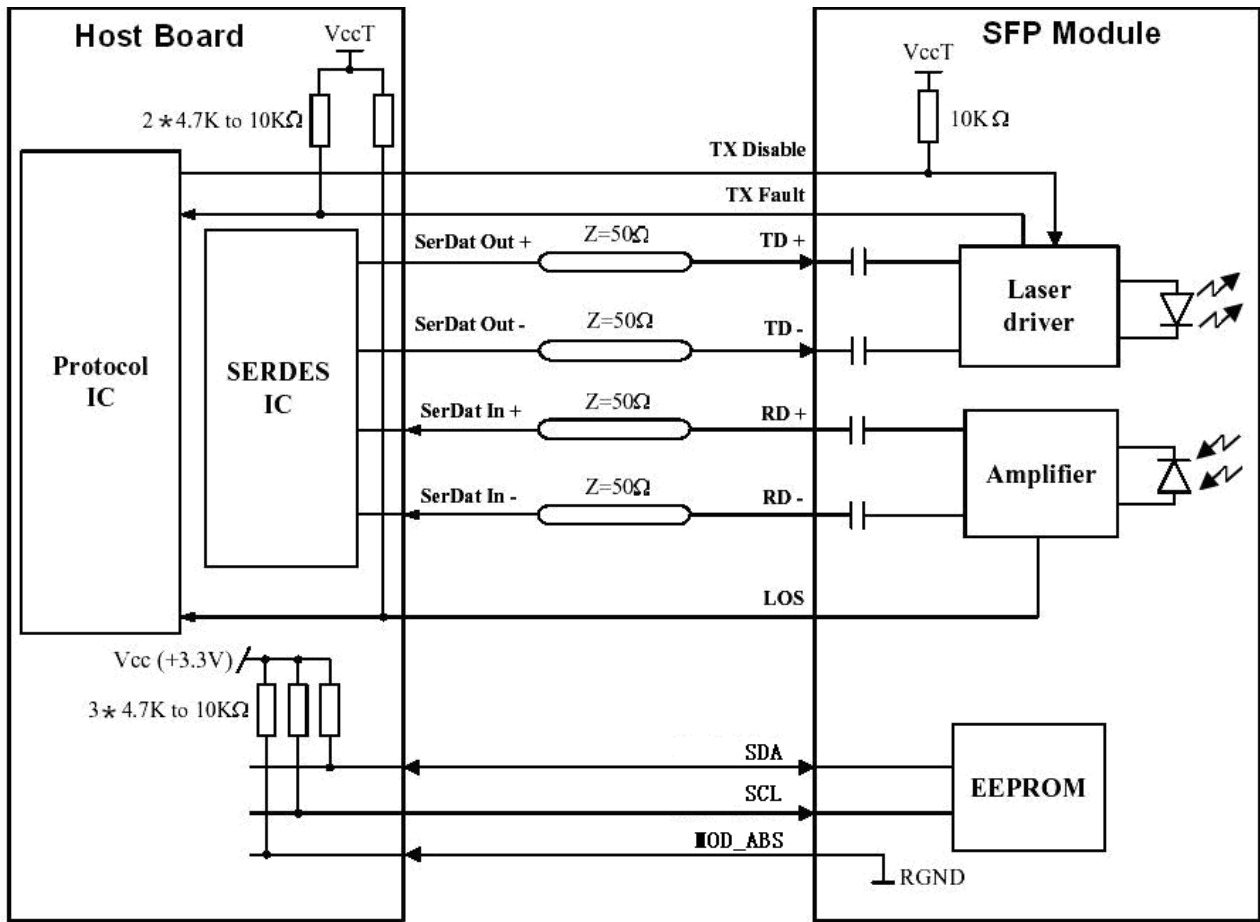 Host Board
SFP Module
VccT
VccT
2*4.7K to 10KΩ
10KΩ
TX Disable
TX Fault
SerDat Out +
Z=50Ω
TD +
Laser
driver
SerDat Out -
Z=50Ω
TD -
Protocol
IC
SERDES
IC
SerDat In +
Z=50Ω
RD +
Amplifier
SerDat In -
Z=50Ω
RD -
LOS
Vcc (+3.3V)
3*4.7K to 10KΩ
SDA
EEPROM
SCL
MOD_ABS
RGND